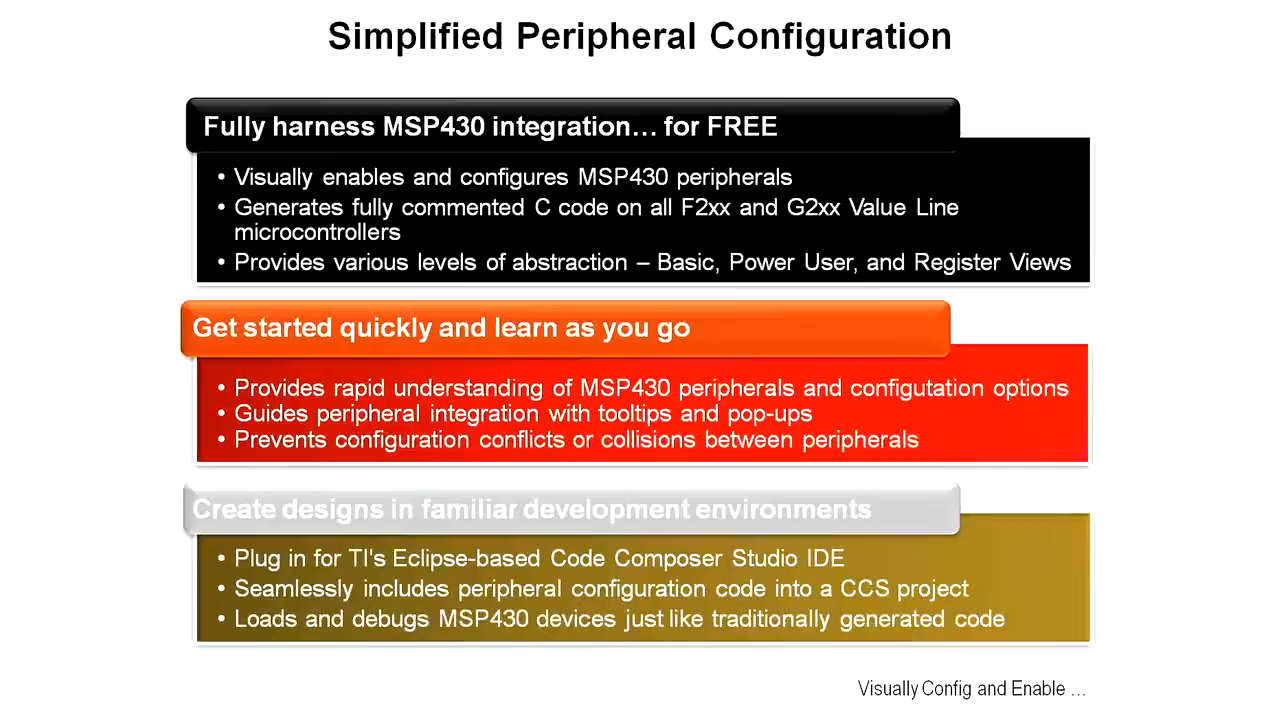 Simplified Peripheral Configuration
Fully harness MSP430 integration… for FREE
• Visually enables and configures MSP430 peripherals
• Generates fully commented C code on all F2xx and G2xx Value Line
microcontrollers
• Provides various levels of abstraction – Basic, Power User, and Register Views
Get started quickly and learn as you go
• Provides rapid understanding of MSP430 peripherals and configutation options
• Guides peripheral integration with tooltips and pop-ups
• Prevents configuration conflicts or collisions between peripherals
Create designs in familiar development environments
• Plug in for TI's Eclipse-based Code Composer Studio IDE
• Seamlessly includes peripheral configuration code into a CCS project
• Loads and debugs MSP430 devices just like traditionally generated code
Visually Config and Enable …